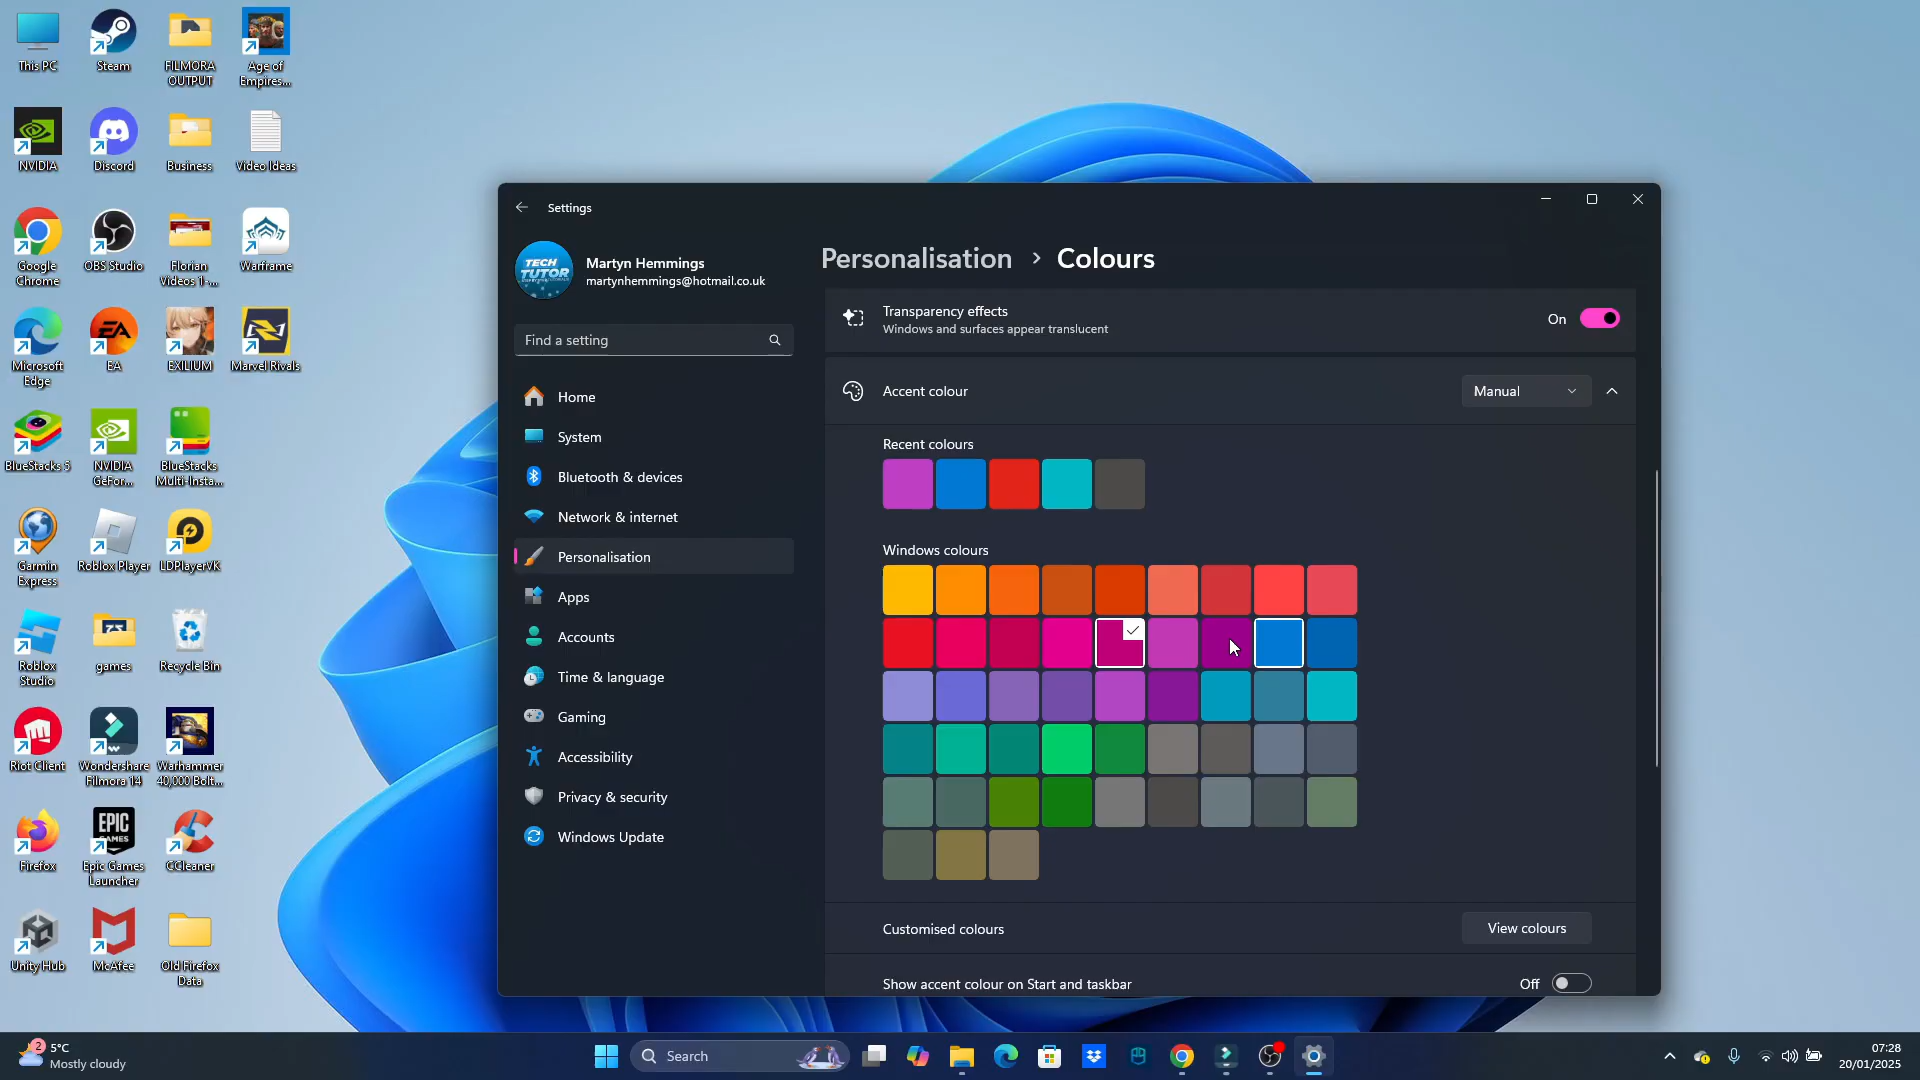 This PC
Steam
FILMORA
OUTPUT
Age of
Empires...
NVIDIA
Discord
Business
Video Ideas
Google
Chrome
OBS Studio
Florian
Videos 1-...
Warframe
Microsoft
Edge
EA
EXILIUM
Marvel Rivals
BlueStacks 5
NVIDIA
GeFor...
BlueStacks
Multi-Insta...
Garmin
Express
Roblox Player
LDPlayerVK
Roblox
Studio
games
Recycle Bin
Riot Client
Wondershare
Filmora 14
Warhammer
40,000 Bolt...
Firefox
EPIC
GAMES
Epic Games
Launcher
CCleaner
Unity Hub
McAfee
Old Firefox
Data
Settings
TECH
TUTOR
Martyn Hemmings
martynhemmings@hotmail.co.uk
Find a setting
Home
System
Bluetooth & devices
Network & internet
Personalisation
Apps
Accounts
Time & language
Gaming
Accessibility
Privacy & security
Windows Update
Personalisation > Colours
Transparency effects
Windows and surfaces appear translucent
On
Accent colour
Manual
Recent colours
Windows colours
Customised colours
View colours
Show accent colour on Start and taskbar
Off
2
5°C
Mostly cloudy
Search
07:28
20/01/2025